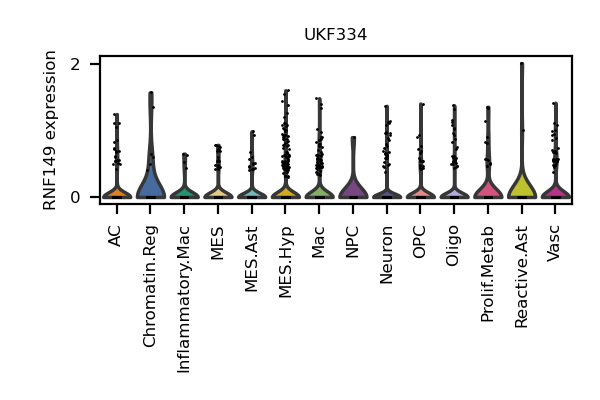 UKF334
RNF149 expression
2
0
AC
Chromatin.Reg
Inflammatory.Mac
MES
MES.Ast
MES.Hyp
Mac
NPC
Neuron
OPC
Oligo
Prolif.Metab
Reactive.Ast
Vasc